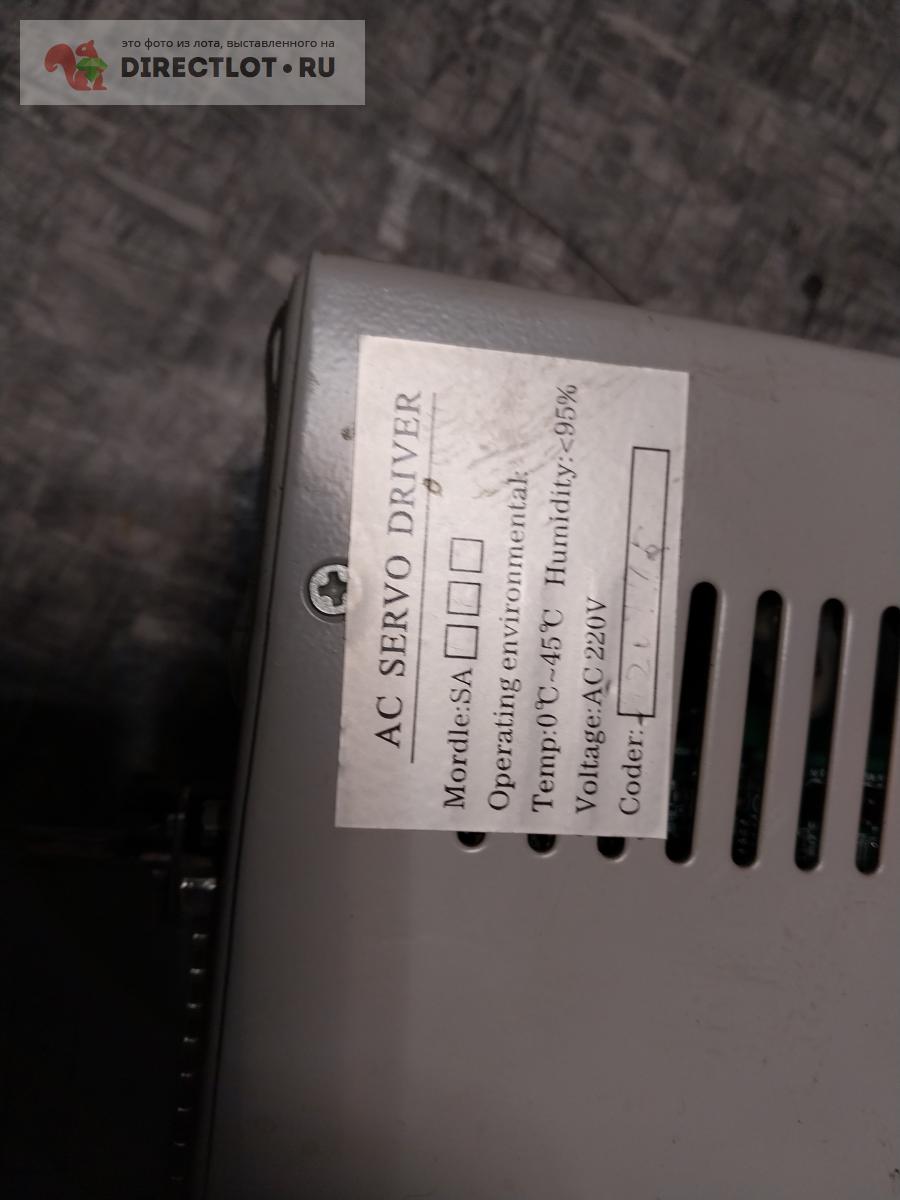 это фото из лота, выставленного на
DIRECTLOT•RU
AC SERVO DRIVER
Mordle:SA□□□
Operating environmental:
Temp:0℃~45℃ Humidity:<95%
Voltage:AC 220V
Coder: